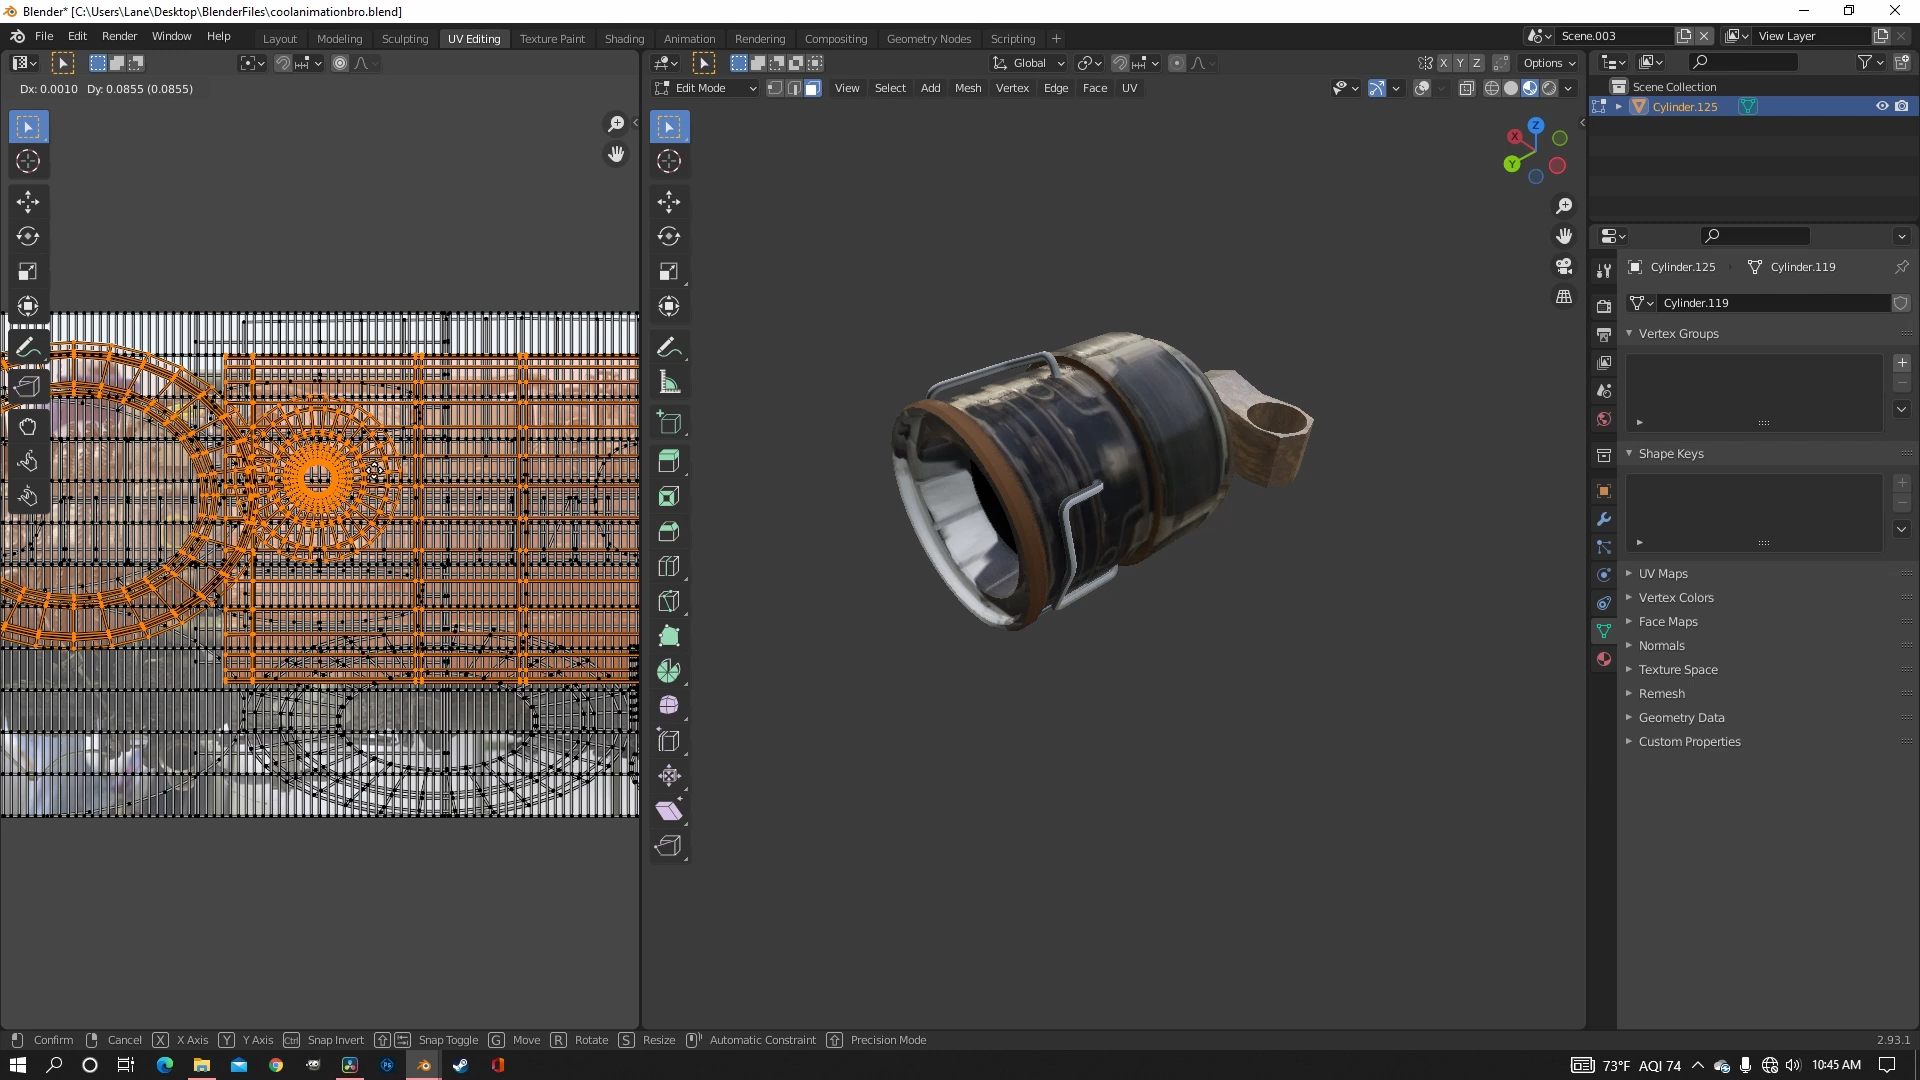 Blender* [C:\Users\Lane\Desktop\BlenderFiles\coolanimationbro.blend]
File Edit Render Window Help Layout Modeling Sculpting UV Editing Texture Paint Shading Animation Rendering Compositing Geometry Nodes Scripting + Scene.003 View Layer
Global X Y Z Options
Dx: 0.0010 Dy: 0.0855 (0.0855)
Edit Mode View Select Add Mesh Vertex Edge Face UV
Scene Collection
Cylinder.125
Z
X
Y
Cylinder.125 Cylinder.119
Cylinder.119
Vertex Groups
Shape Keys
UV Maps
Vertex Colors
Face Maps
Normals
Texture Space
Remesh
Geometry Data
Custom Properties
Confirm Cancel X X Axis Y Y Axis Ctrl Snap Invert Snap Toggle G Move R Rotate S Resize Automatic Constraint Precision Mode 2.93.1
73°F AQI 74 10:45 AM